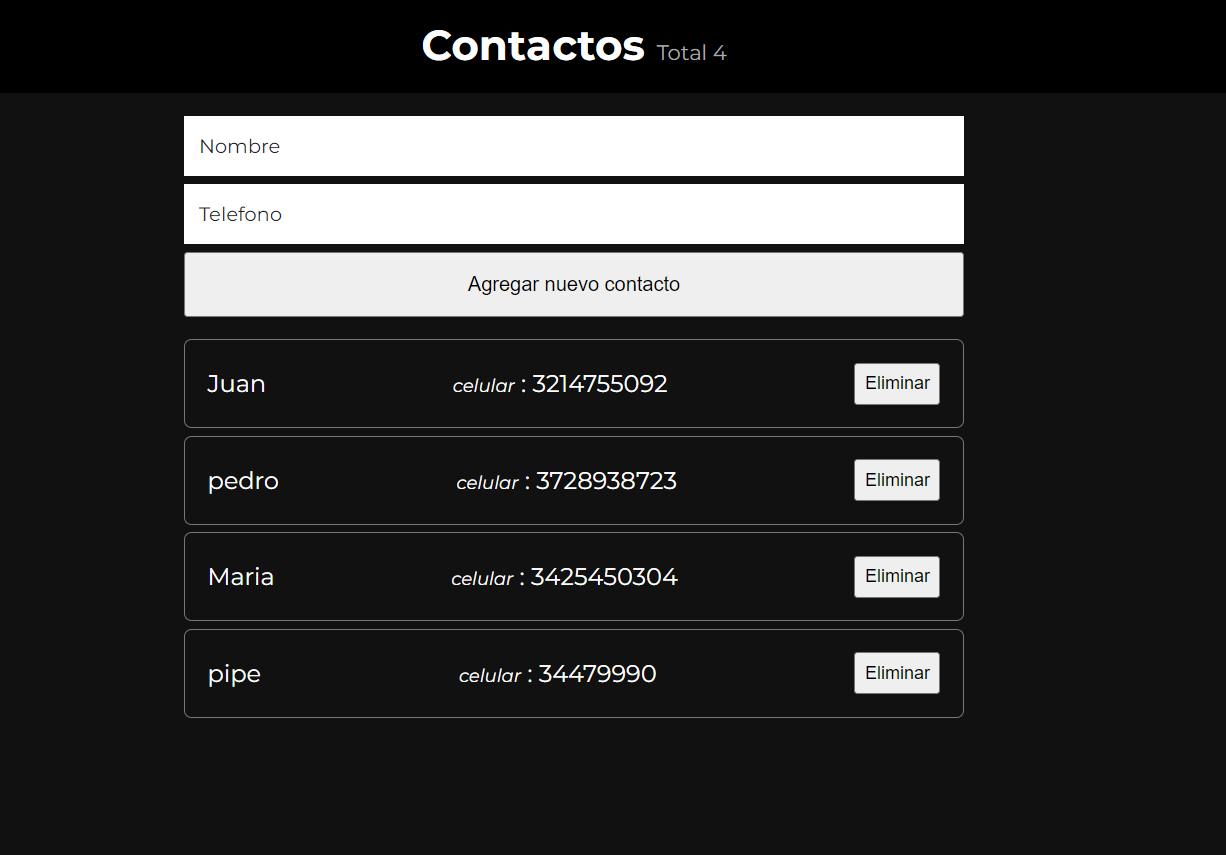 Contactos Total 4
Nombre
Telefono
Agregar nuevo contacto
Juan celular : 3214755092 Eliminar
pedro celular : 3728938723 Eliminar
Maria celular : 3425450304 Eliminar
pipe celular : 34479990 Eliminar